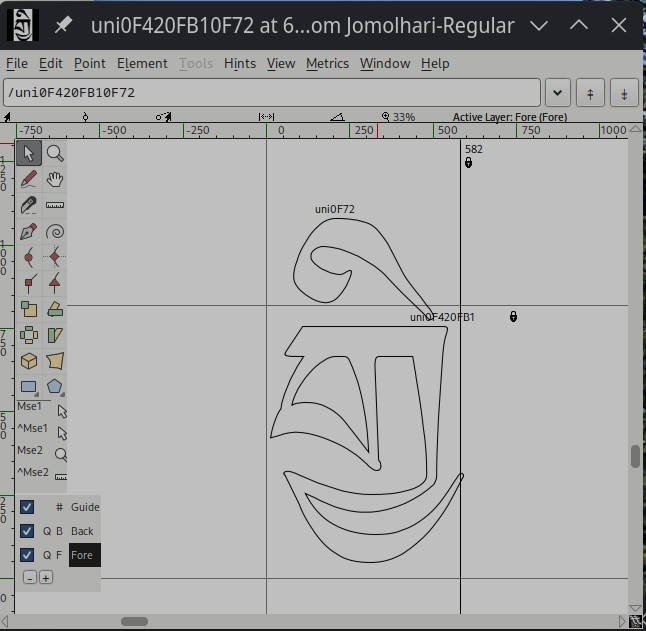 uni0F420FB10F72 at 6...om Jomolhari-Regular
File Edit Point Element Tools Hints View Metrics Window Help
/uni0F420FB10F72
33% Active Layer: Fore (Fore)
-750 -500 -250 0 250 500 750 1000
582
uni0F72
uni0F420FB1
Mse1
^Mse1
Mse2
^Mse2
# Guide
Q B Back
Q F Fore
- +